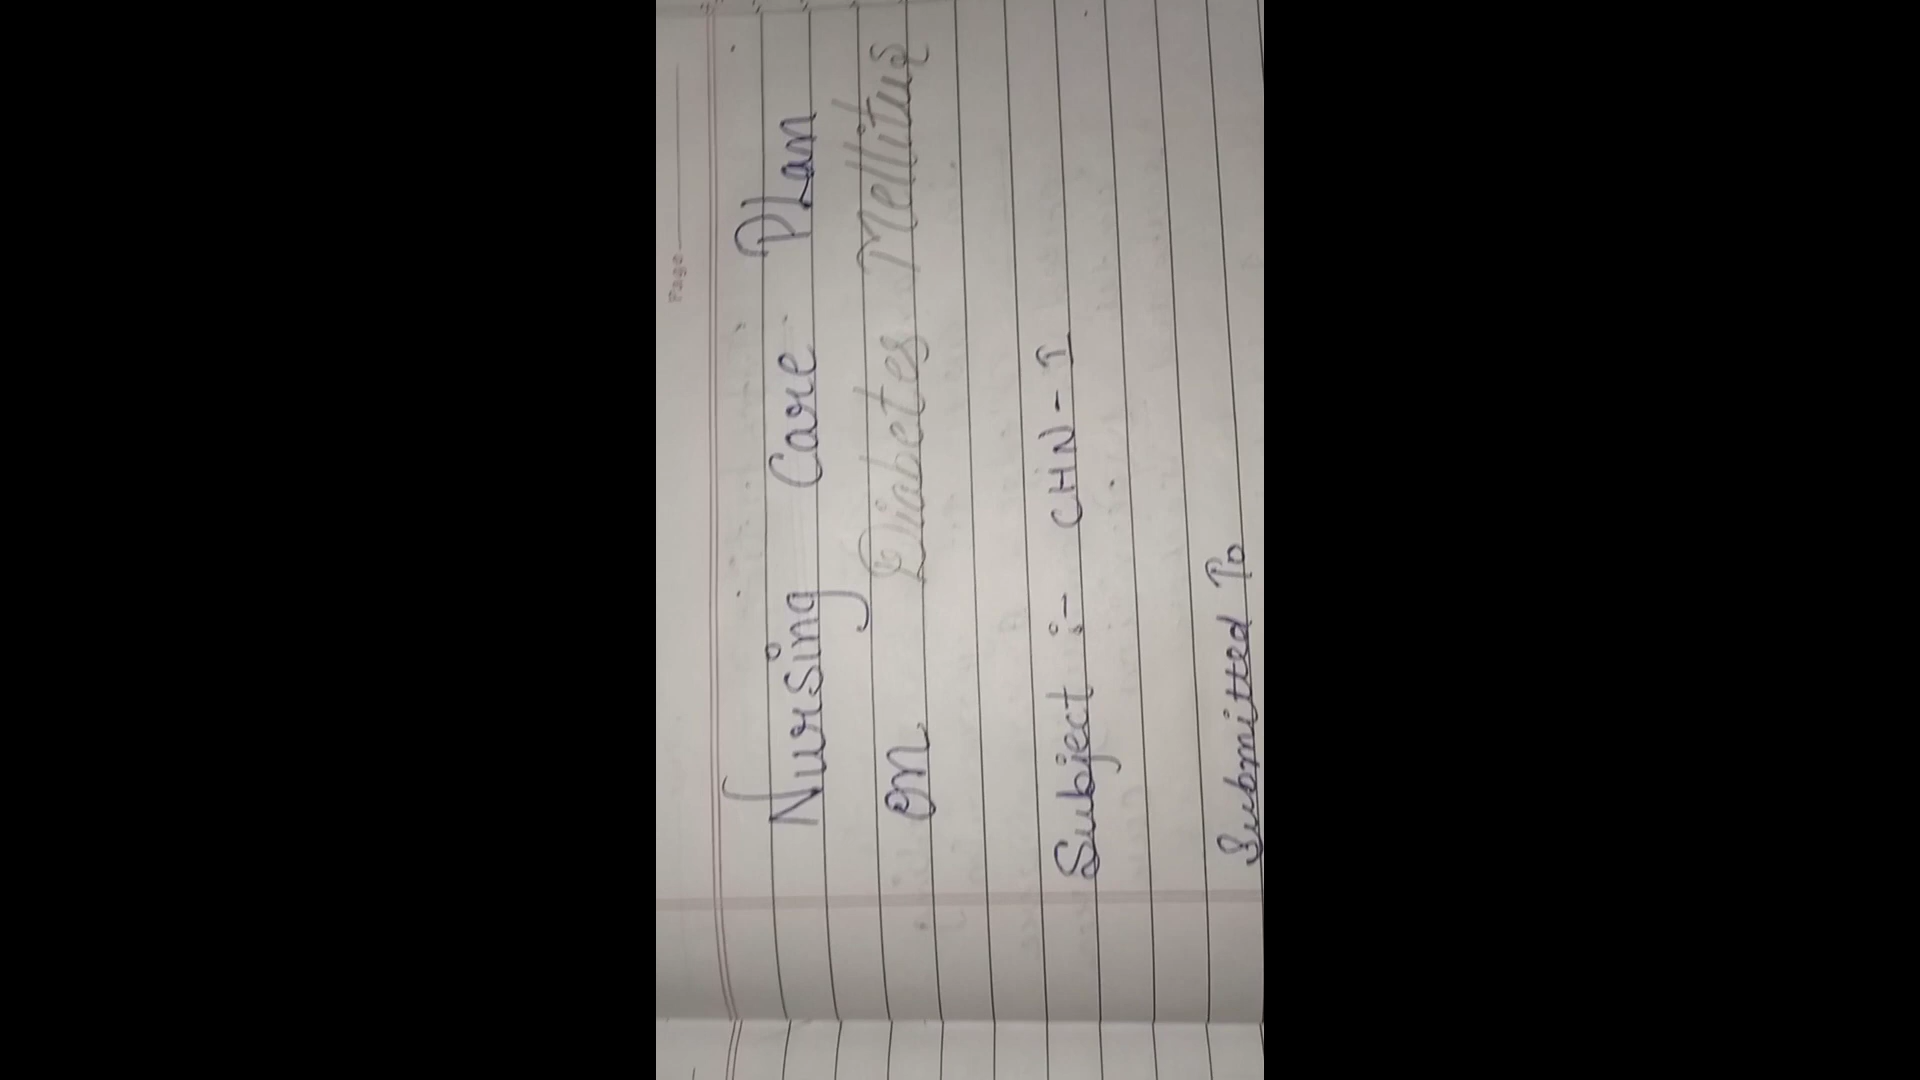 Page
Nursing Care PLan
on Diabetes Mellitus
Subject :- CHN - I
Submitted To